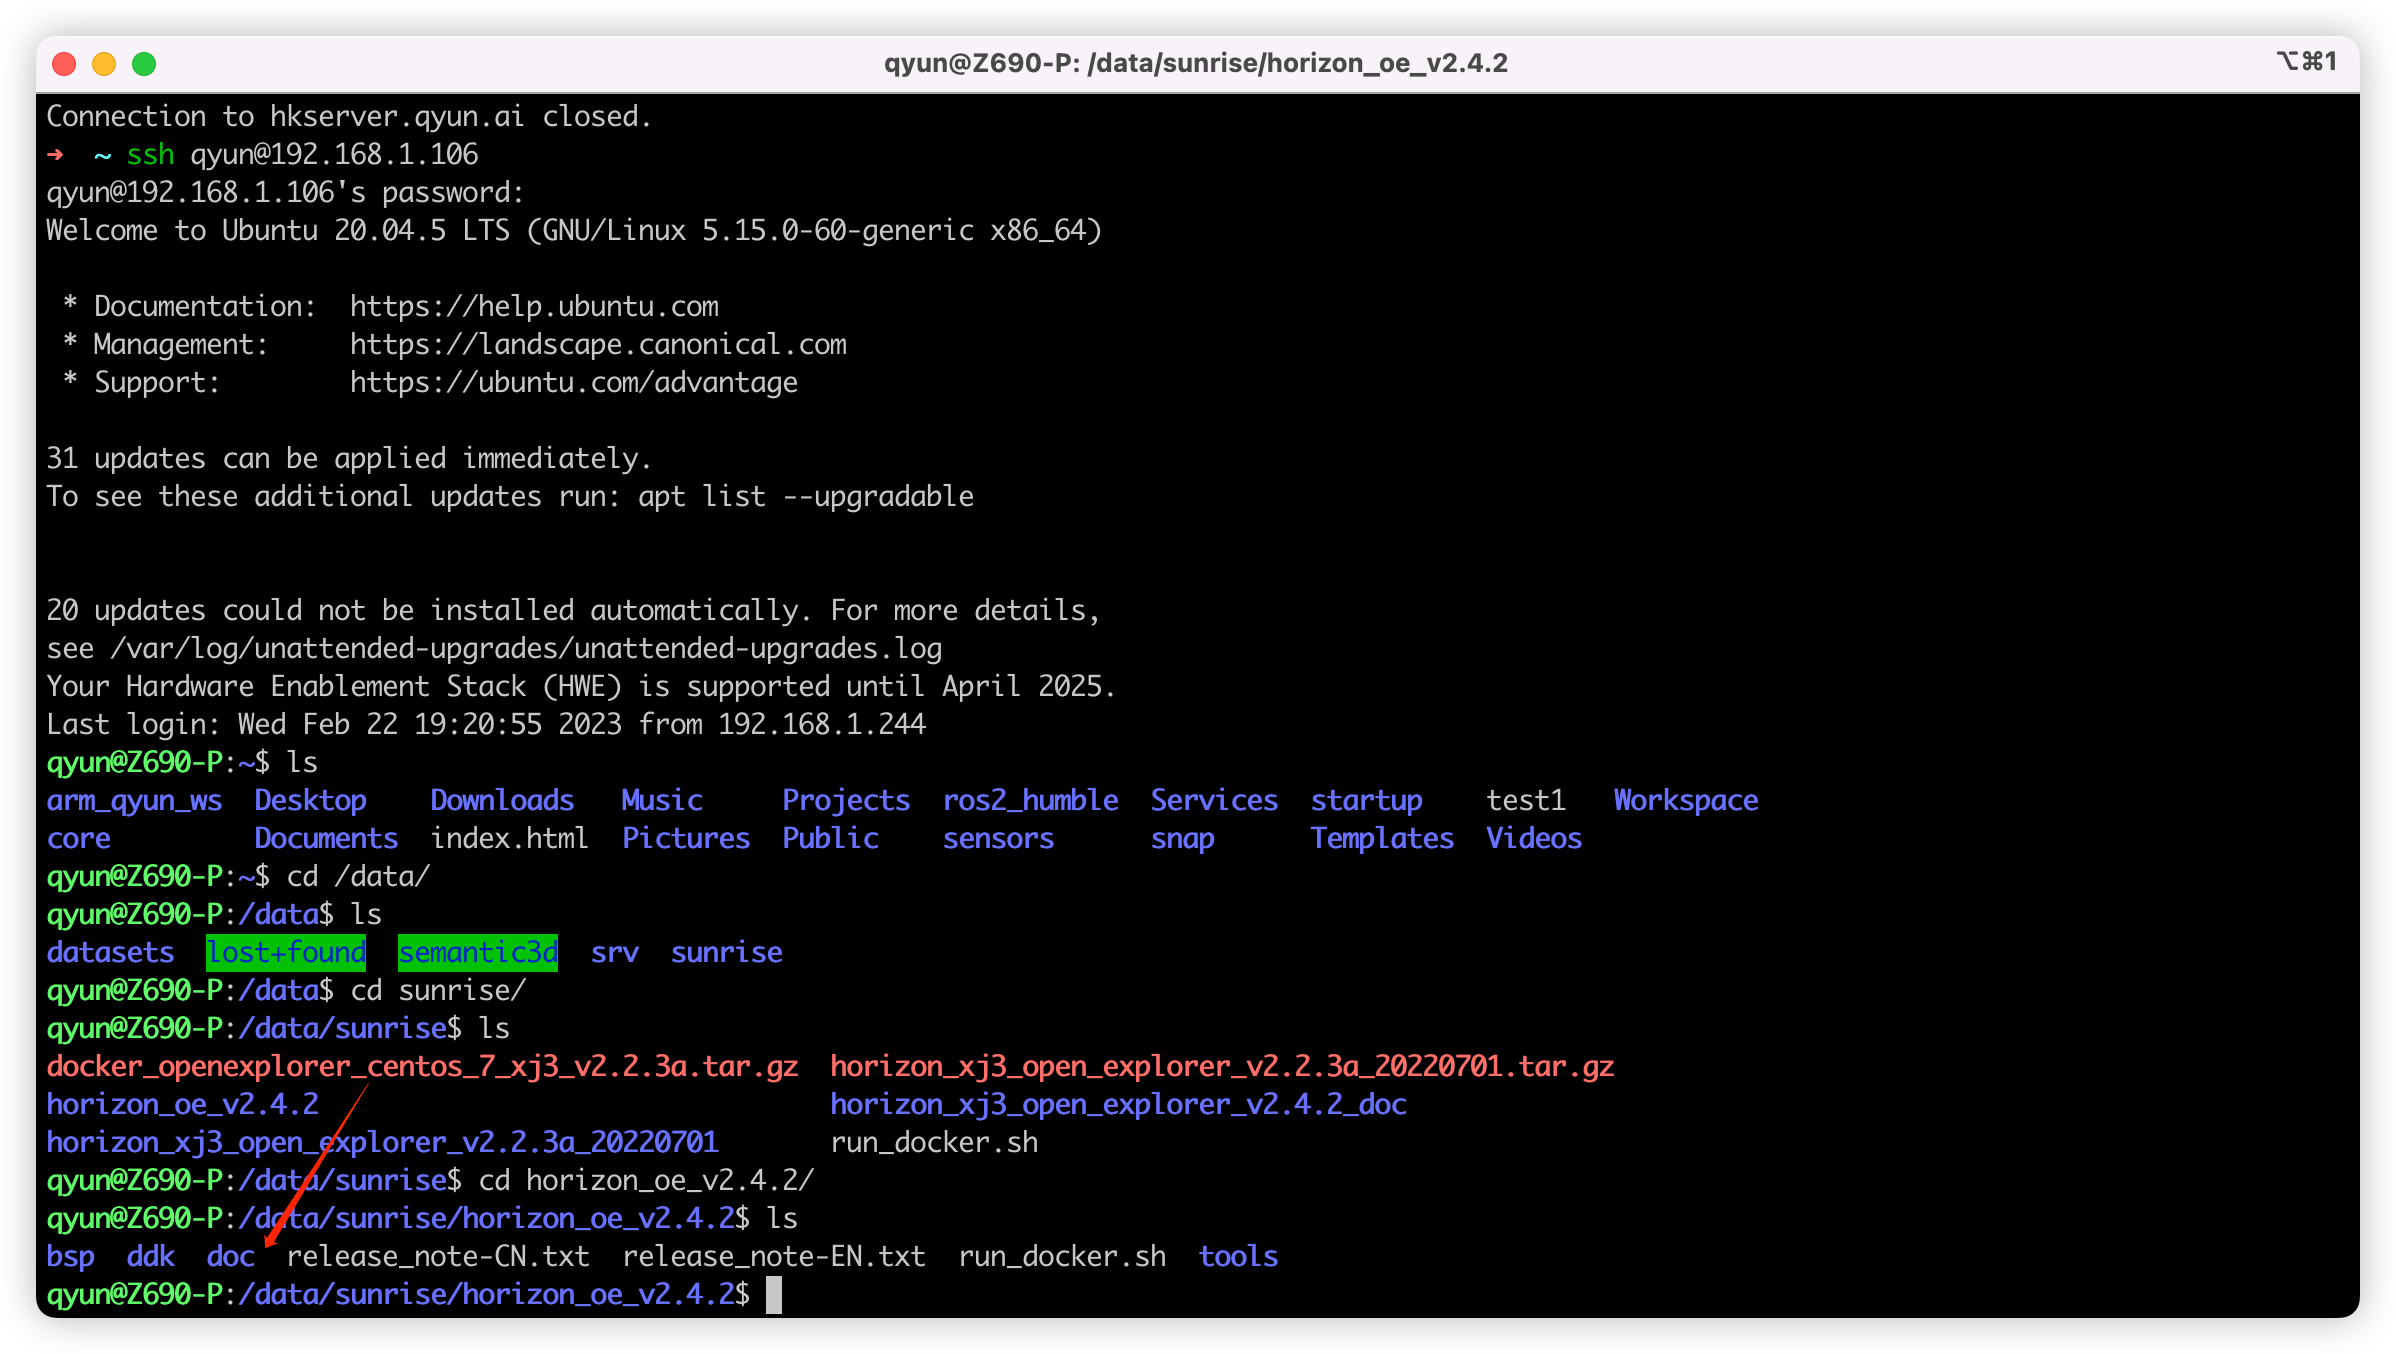 qyun@Z690-P: /data/sunrise/horizon_oe_v2.4.2 ⌥⌘1
Connection to hkserver.qyun.ai closed.
➜  ~ ssh qyun@192.168.1.106
qyun@192.168.1.106's password:
Welcome to Ubuntu 20.04.5 LTS (GNU/Linux 5.15.0-60-generic x86_64)
 * Documentation:  https://help.ubuntu.com
 * Management:     https://landscape.canonical.com
 * Support:        https://ubuntu.com/advantage
31 updates can be applied immediately.
To see these additional updates run: apt list --upgradable
20 updates could not be installed automatically. For more details,
see /var/log/unattended-upgrades/unattended-upgrades.log
Your Hardware Enablement Stack (HWE) is supported until April 2025.
Last login: Wed Feb 22 19:20:55 2023 from 192.168.1.244
qyun@Z690-P:~$ ls
arm_qyun_ws  Desktop    Downloads   Music     Projects  ros2_humble  Services  startup    test1   Workspace
core         Documents  index.html  Pictures  Public    sensors      snap      Templates  Videos
qyun@Z690-P:~$ cd /data/
qyun@Z690-P:/data$ ls
datasets  lost+found  semantic3d  srv  sunrise
qyun@Z690-P:/data$ cd sunrise/
qyun@Z690-P:/data/sunrise$ ls
docker_openexplorer_centos_7_xj3_v2.2.3a.tar.gz  horizon_xj3_open_explorer_v2.2.3a_20220701.tar.gz
horizon_oe_v2.4.2                                horizon_xj3_open_explorer_v2.4.2_doc
horizon_xj3_open_explorer_v2.2.3a_20220701       run_docker.sh
qyun@Z690-P:/data/sunrise$ cd horizon_oe_v2.4.2/
qyun@Z690-P:/data/sunrise/horizon_oe_v2.4.2$ ls
bsp  ddk  doc  release_note-CN.txt  release_note-EN.txt  run_docker.sh  tools
qyun@Z690-P:/data/sunrise/horizon_oe_v2.4.2$